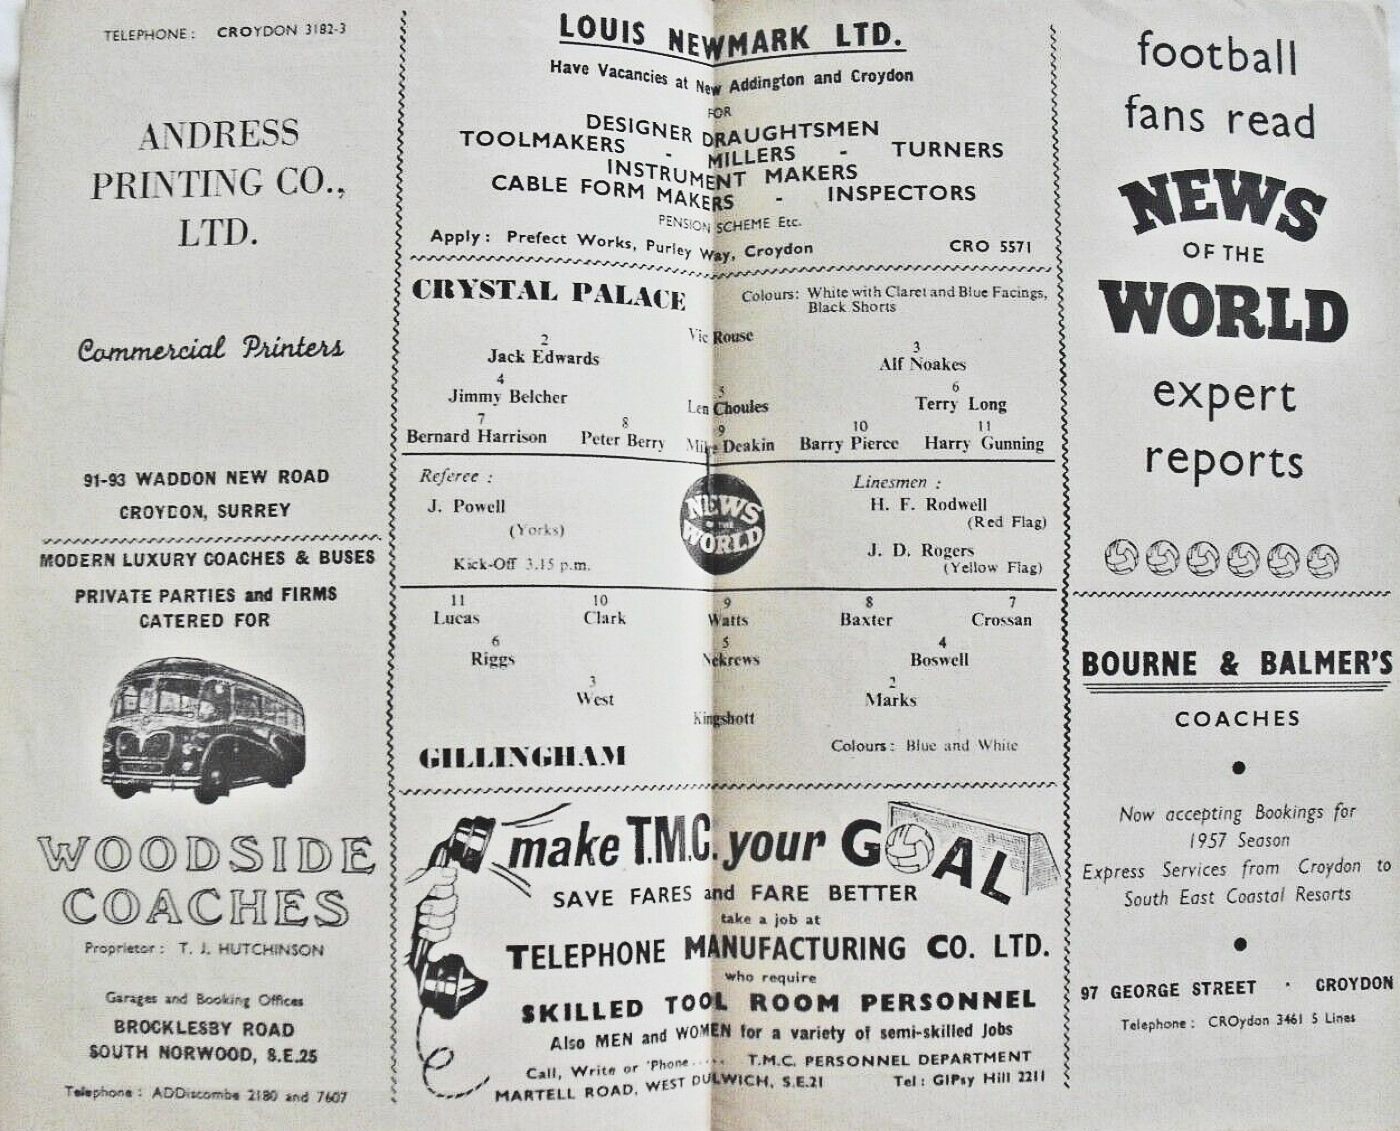 TELEPHONE: CROYDON 3182-3
ANDRESS
PRINTING CO.,
LTD.
Commercial Printers
91-93 WADDON NEW ROAD
CROYDON, SURREY
MODERN LUXURY COACHES & BUSES
PRIVATE PARTIES and FIRMS
CATERED FOR
WOODSIDE
COACHES
Proprietor: T. J. HUTCHINSON
Garages and Booking Offices
BROCKLESBY ROAD
SOUTH NORWOOD, S.E.25
Telephone: ADDiscombe 2180 and 7607
LOUIS NEWMARK LTD.
Have Vacancies at New Addington and Croydon
FOR
DESIGNER DRAUGHTSMEN
TOOLMAKERS - MILLERS - TURNERS
INSTRUMENT MAKERS
CABLE FORM MAKERS - INSPECTORS
PENSION SCHEME Etc.
Apply: Prefect Works, Purley Way, Croydon CRO 5571
CRYSTAL PALACE
Colours: White with Claret and Blue Facings,
Black Shorts
Vic Rouse
2 3
Jack Edwards Alf Noakes
4 5 6
Jimmy Belcher Len Choules Terry Long
7 8 9 10 11
Bernard Harrison Peter Berry Mike Deakin Barry Pierce Harry Gunning
Referee:
J. Powell
(Yorks)
Kick-Off 3.15 p.m.
NEWS
OF THE
WORLD
Linesmen:
H. F. Rodwell
(Red Flag)
J. D. Rogers
(Yellow Flag)
11 10 9 8 7
Lucas Clark Watts Baxter Crossan
6 5 4
Riggs Nekrews Boswell
3 2
West Marks
Kingshott
GILLINGHAM
Colours: Blue and White
make T.M.C. your GOAL
SAVE FARES and FARE BETTER
take a job at
TELEPHONE MANUFACTURING CO. LTD.
who require
SKILLED TOOL ROOM PERSONNEL
Also MEN and WOMEN for a variety of semi-skilled jobs
Call, Write or 'Phone ..... T.M.C. PERSONNEL DEPARTMENT
MARTELL ROAD, WEST DULWICH, S.E.21 Tel: GIPsy Hill 2211
football
fans read
NEWS
OF THE
WORLD
expert
reports
BOURNE & BALMER'S
COACHES
Now accepting Bookings for
1957 Season
Express Services from Croydon to
South East Coastal Resorts
97 GEORGE STREET · CROYDON
Telephone: CROydon 3461 5 Lines